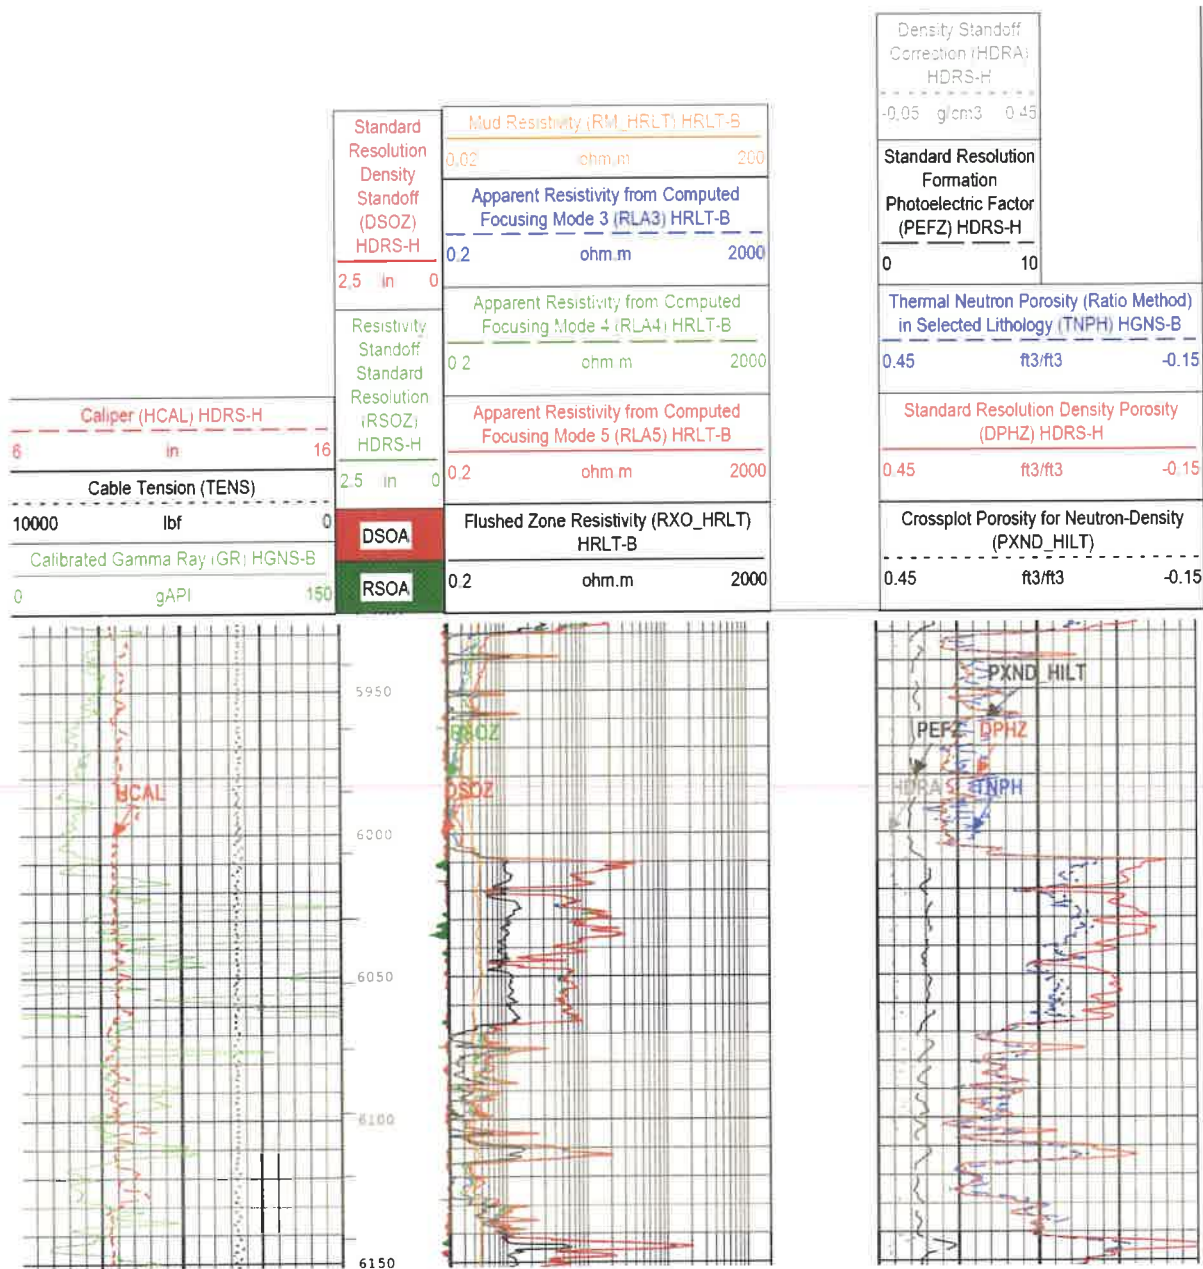 Density Standoff
Correction (HDRA)
HDRS-H
-0.05 g/cm3 0.45
Standard Resolution
Formation
Photoelectric Factor
(PEFZ) HDRS-H
0 10
Thermal Neutron Porosity (Ratio Method)
in Selected Lithology (TNPH) HGNS-B
0.45 ft3/ft3 -0.15
Standard Resolution Density Porosity
(DPHZ) HDRS-H
0.45 ft3/ft3 -0.15
Crossplot Porosity for Neutron-Density
(PXND_HILT)
0.45 ft3/ft3 -0.15
Mud Resistivity (RM_HRLT) HRLT-B
0.02 ohm.m 200
Apparent Resistivity from Computed
Focusing Mode 3 (RLA3) HRLT-B
0.2 ohm.m 2000
Apparent Resistivity from Computed
Focusing Mode 4 (RLA4) HRLT-B
0.2 ohm.m 2000
Apparent Resistivity from Computed
Focusing Mode 5 (RLA5) HRLT-B
0.2 ohm.m 2000
Flushed Zone Resistivity (RXO_HRLT)
HRLT-B
0.2 ohm.m 2000
Standard
Resolution
Density
Standoff
(DSOZ)
HDRS-H
2.5 in 0
Resistivity
Standoff
Standard
Resolution
(RSOZ)
HDRS-H
2.5 in 0
DSOA
RSOA
Caliper (HCAL) HDRS-H
6 in 16
Cable Tension (TENS)
10000 lbf 0
Calibrated Gamma Ray (GR) HGNS-B
0 gAPI 150
5950
6000
6050
6100
6150
HCAL
RSOZ
DSOZ
PXND_HILT
PEFZ DPHZ
HDRA TNPH